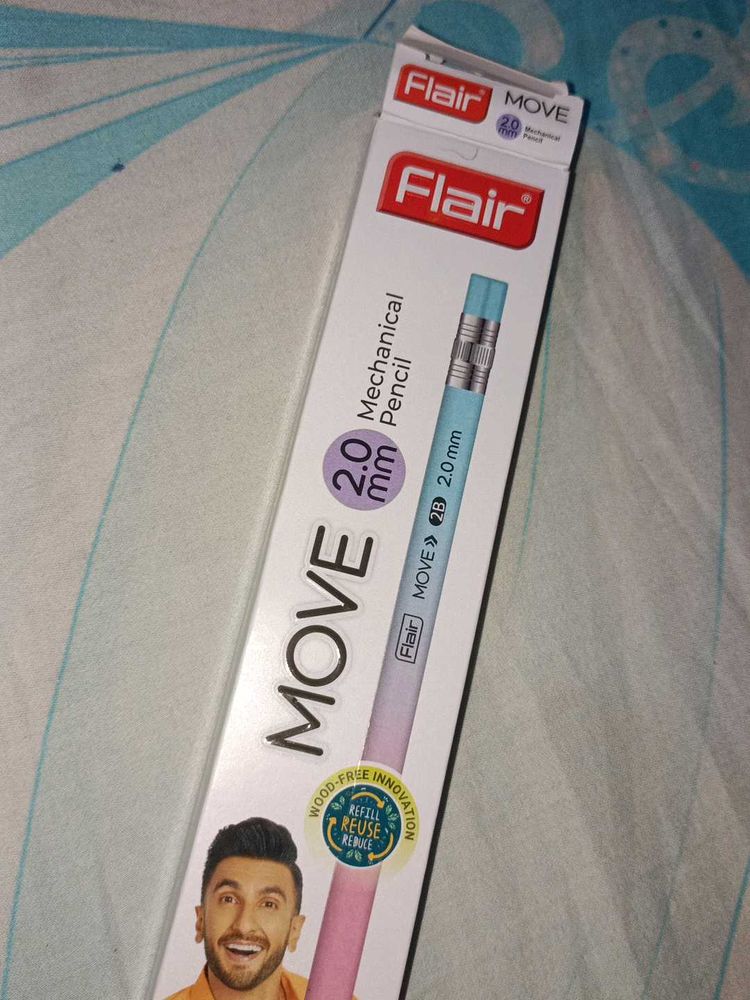 Flair® MOVE
2.0 mm Mechanical Pencil
Flair®
MOVE 2.0 mm Mechanical Pencil
Flair MOVE 2B 2.0 mm
WOOD-FREE INNOVATION
REFILL
REUSE
REDUCE